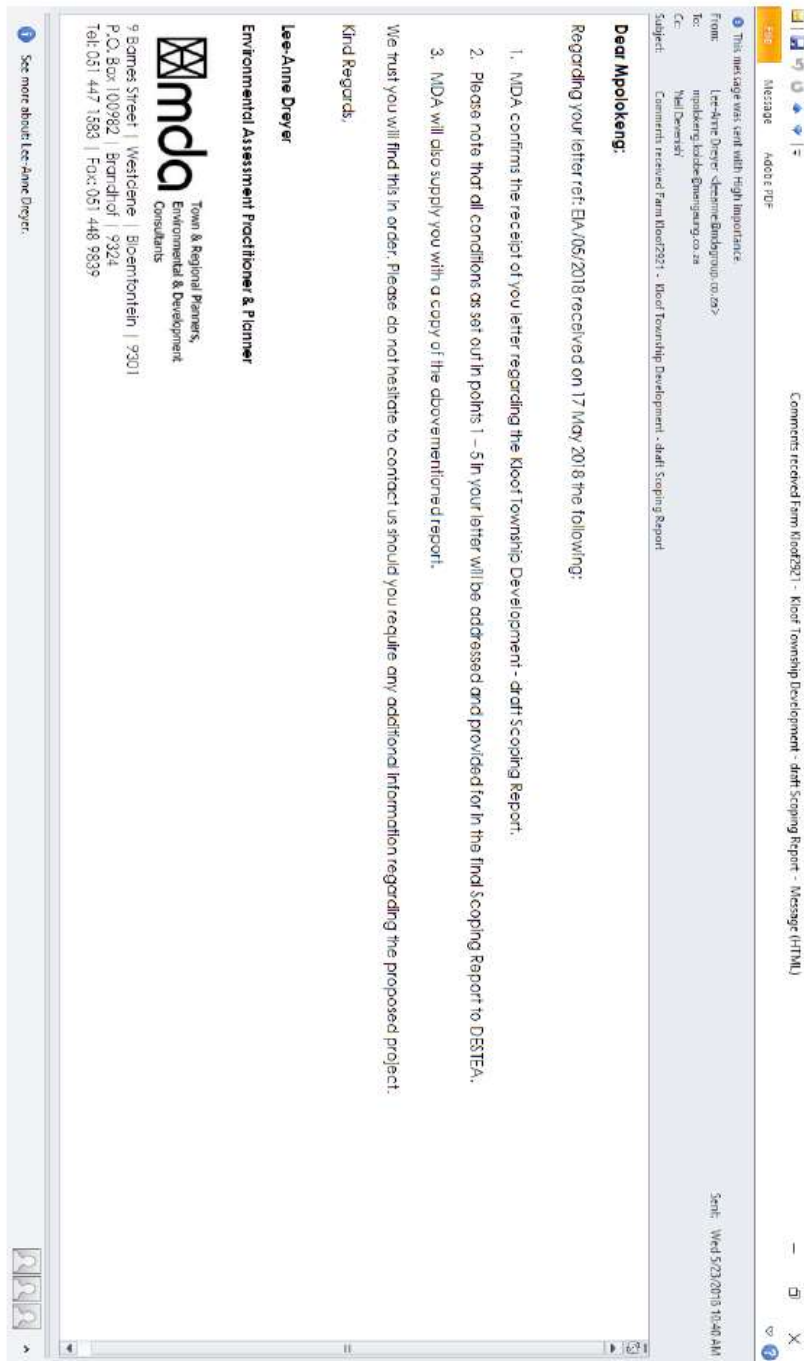 Comments received Farm Kloof2921 - Kloof Township Development - draft Scoping Report - Message (HTML)
File Message Adobe PDF
This message was sent with High importance.
From: Lee-Anne Dreyer <leeanne@mdagroup.co.za>
Sent: Wed 5/23/2018 10:40 AM
To:
Cc: 'Neil Devenish'
Subject: Comments received Farm Kloof2921 - Kloof Township Development - draft Scoping Report
Dear Mpolokeng;
Regarding your letter ref: EIA/05/2018 received on 17 May 2018 the following:
1. MDA confirms the receipt of you letter regarding the Kloof Township Development - draft Scoping Report.
2. Please note that all conditions as set out in points 1 – 5 in your letter will be addressed and provided for in the final Scoping Report to DESTEA.
3. MDA will also supply you with a copy of the abovementioned report.
We trust you will find this in order. Please do not hesitate to contact us should you require any additional information regarding the proposed project.
Kind Regards,
Lee-Anne Dreyer
Environmental Assessment Practitioner & Planner
mda
Town & Regional Planners,
Environmental & Development
Consultants
9 Barnes Street | Westdene | Bloemfontein | 9301
P.O. Box 100982 | Brandhof | 9324
Tel: 051 447 1583 | Fax: 051 448 9839
See more about: Lee-Anne Dreyer.